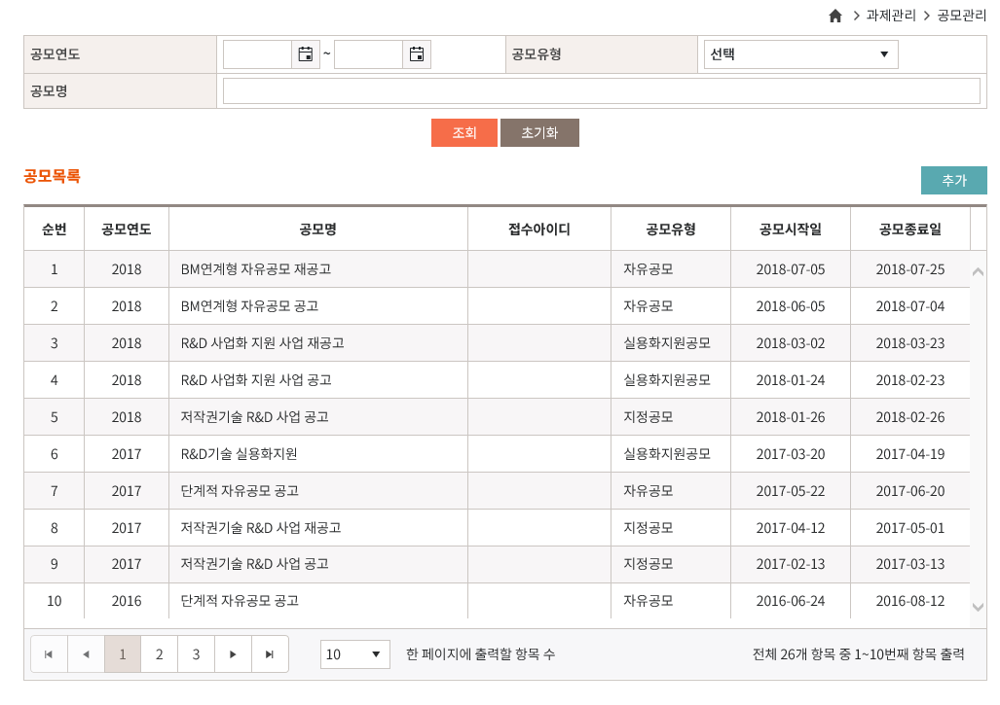 과제관리 공모관리
공모연도 ~ 공모유형 선택
공모명
조회 초기화
공모목록
추가
순번 공모연도 공모명 접수아이디 공모유형 공모시작일 공모종료일
1 2018 BM연계형 자유공모 재공고 자유공모 2018-07-05 2018-07-25
2 2018 BM연계형 자유공모 공고 자유공모 2018-06-05 2018-07-04
3 2018 R&D 사업화 지원 사업 재공고 실용화지원공모 2018-03-02 2018-03-23
4 2018 R&D 사업화 지원 사업 공고 실용화지원공모 2018-01-24 2018-02-23
5 2018 저작권기술 R&D 사업 공고 지정공모 2018-01-26 2018-02-26
6 2017 R&D기술 실용화지원 실용화지원공모 2017-03-20 2017-04-19
7 2017 단계적 자유공모 공고 자유공모 2017-05-22 2017-06-20
8 2017 저작권기술 R&D 사업 재공고 지정공모 2017-04-12 2017-05-01
9 2017 저작권기술 R&D 사업 공고 지정공모 2017-02-13 2017-03-13
10 2016 단계적 자유공모 공고 자유공모 2016-06-24 2016-08-12
1 2 3 10 한 페이지에 출력할 항목 수 전체 26개 항목 중 1~10번째 항목 출력